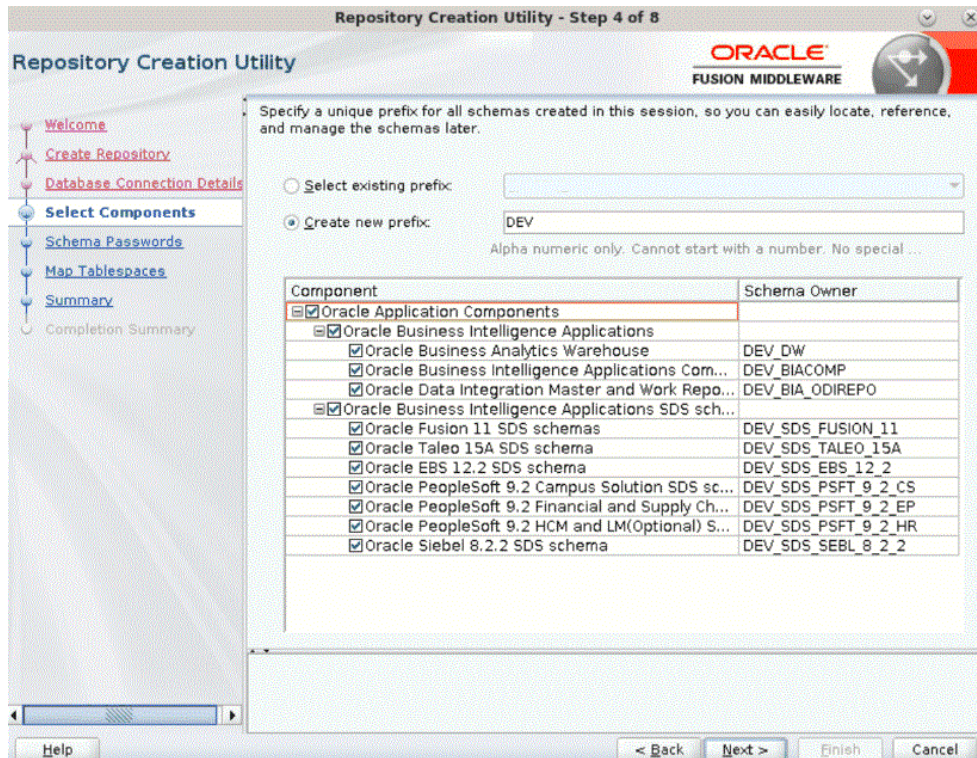 Repository Creation Utility - Step 4 of 8
Repository Creation Utility
ORACLE
FUSION MIDDLEWARE
Welcome
Create Repository
Database Connection Details
Select Components
Schema Passwords
Map Tablespaces
Summary
Completion Summary
Specify a unique prefix for all schemas created in this session, so you can easily locate, reference,
and manage the schemas later.
Select existing prefix:
Create new prefix: DEV
Alpha numeric only. Cannot start with a number. No special ...
Component Schema Owner
Oracle Application Components
Oracle Business Intelligence Applications
Oracle Business Analytics Warehouse DEV_DW
Oracle Business Intelligence Applications Com... DEV_BIACOMP
Oracle Data Integration Master and Work Repo... DEV_BIA_ODIREPO
Oracle Business Intelligence Applications SDS sch...
Oracle Fusion 11 SDS schemas DEV_SDS_FUSION_11
Oracle Taleo 15A SDS schema DEV_SDS_TALEO_15A
Oracle EBS 12.2 SDS schema DEV_SDS_EBS_12_2
Oracle PeopleSoft 9.2 Campus Solution SDS sc... DEV_SDS_PSFT_9_2_CS
Oracle PeopleSoft 9.2 Financial and Supply Ch... DEV_SDS_PSFT_9_2_EP
Oracle PeopleSoft 9.2 HCM and LM(Optional) S... DEV_SDS_PSFT_9_2_HR
Oracle Siebel 8.2.2 SDS schema DEV_SDS_SEBL_8_2_2
Help < Back Next > Finish Cancel